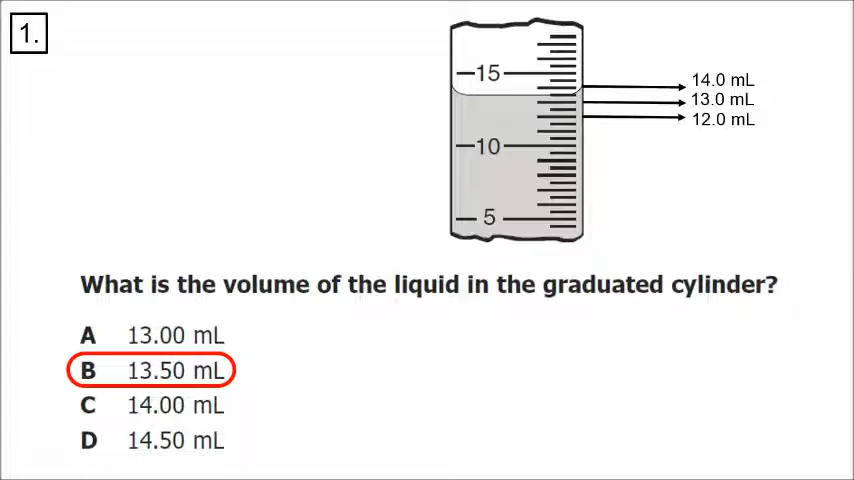 1.
15
14.0 mL
13.0 mL
12.0 mL
10
5
What is the volume of the liquid in the graduated cylinder?
A 13.00 mL
B 13.50 mL
C 14.00 mL
D 14.50 mL